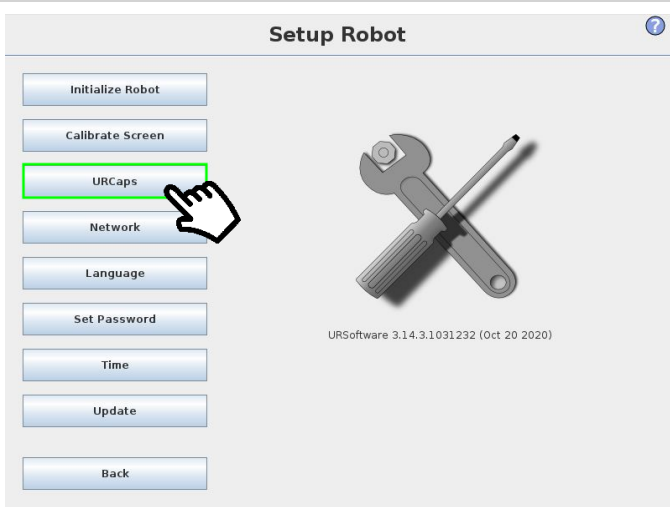 Setup Robot
?
Initialize Robot
Calibrate Screen
URCaps
Network
Language
Set Password
Time
Update
Back
URSoftware 3.14.3.1031232 (Oct 20 2020)